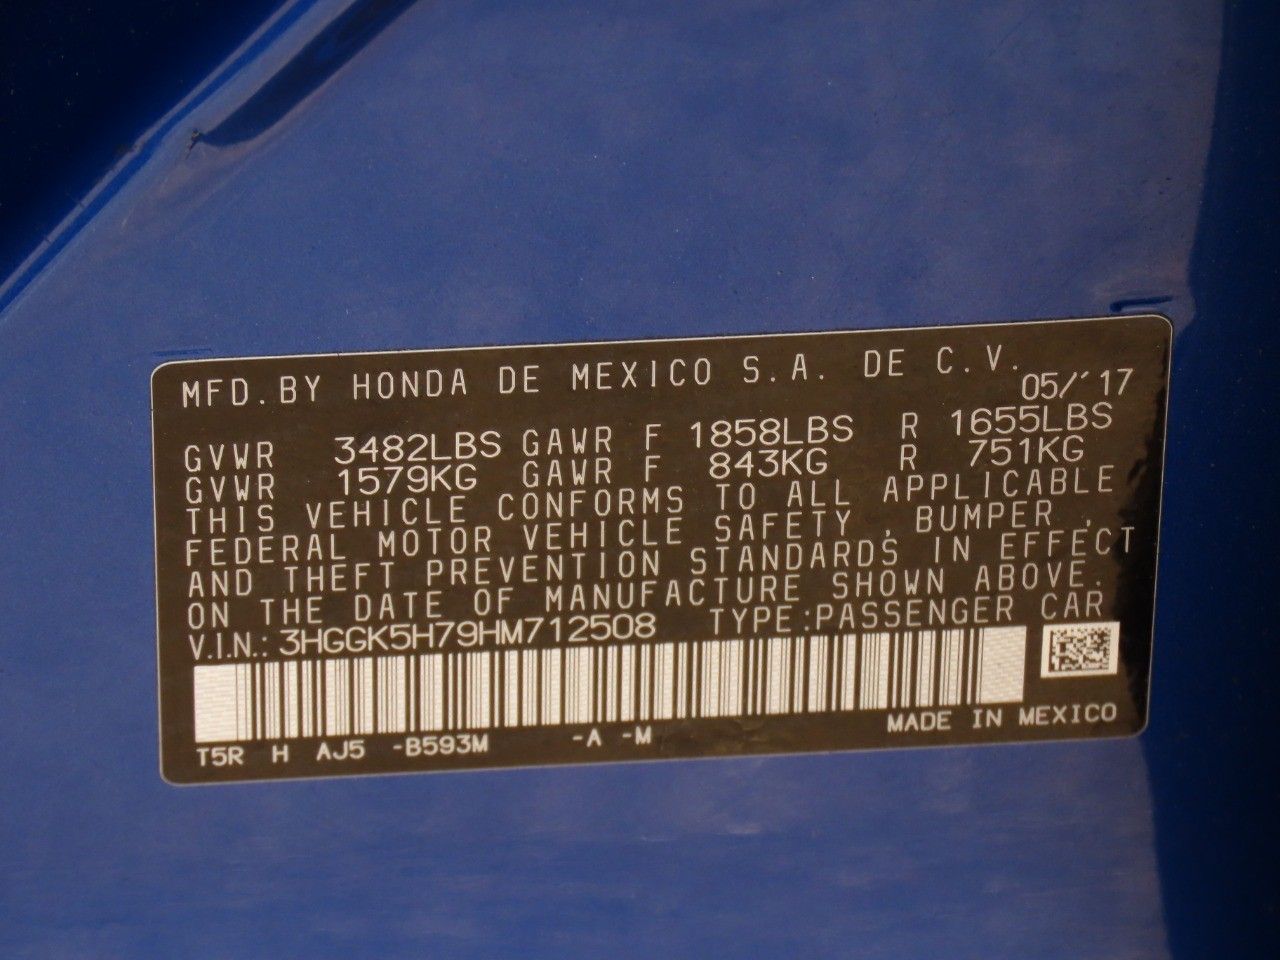 MFD.BY HONDA DE MEXICO S.A. DE C.V.
05/'17
GVWR 3482LBS GAWR F 1858LBS R 1655LBS
GVWR 1579KG GAWR F 843KG R 751KG
THIS VEHICLE CONFORMS TO ALL APPLICABLE
FEDERAL MOTOR VEHICLE SAFETY, BUMPER,
AND THEFT PREVENTION STANDARDS IN EFFECT
ON THE DATE OF MANUFACTURE SHOWN ABOVE.
V.IN.: 3HGGK5H79HM712508 TYPE:PASSENGER CAR
T5R H AJ5 -B593M -A -M MADE IN MEXICO